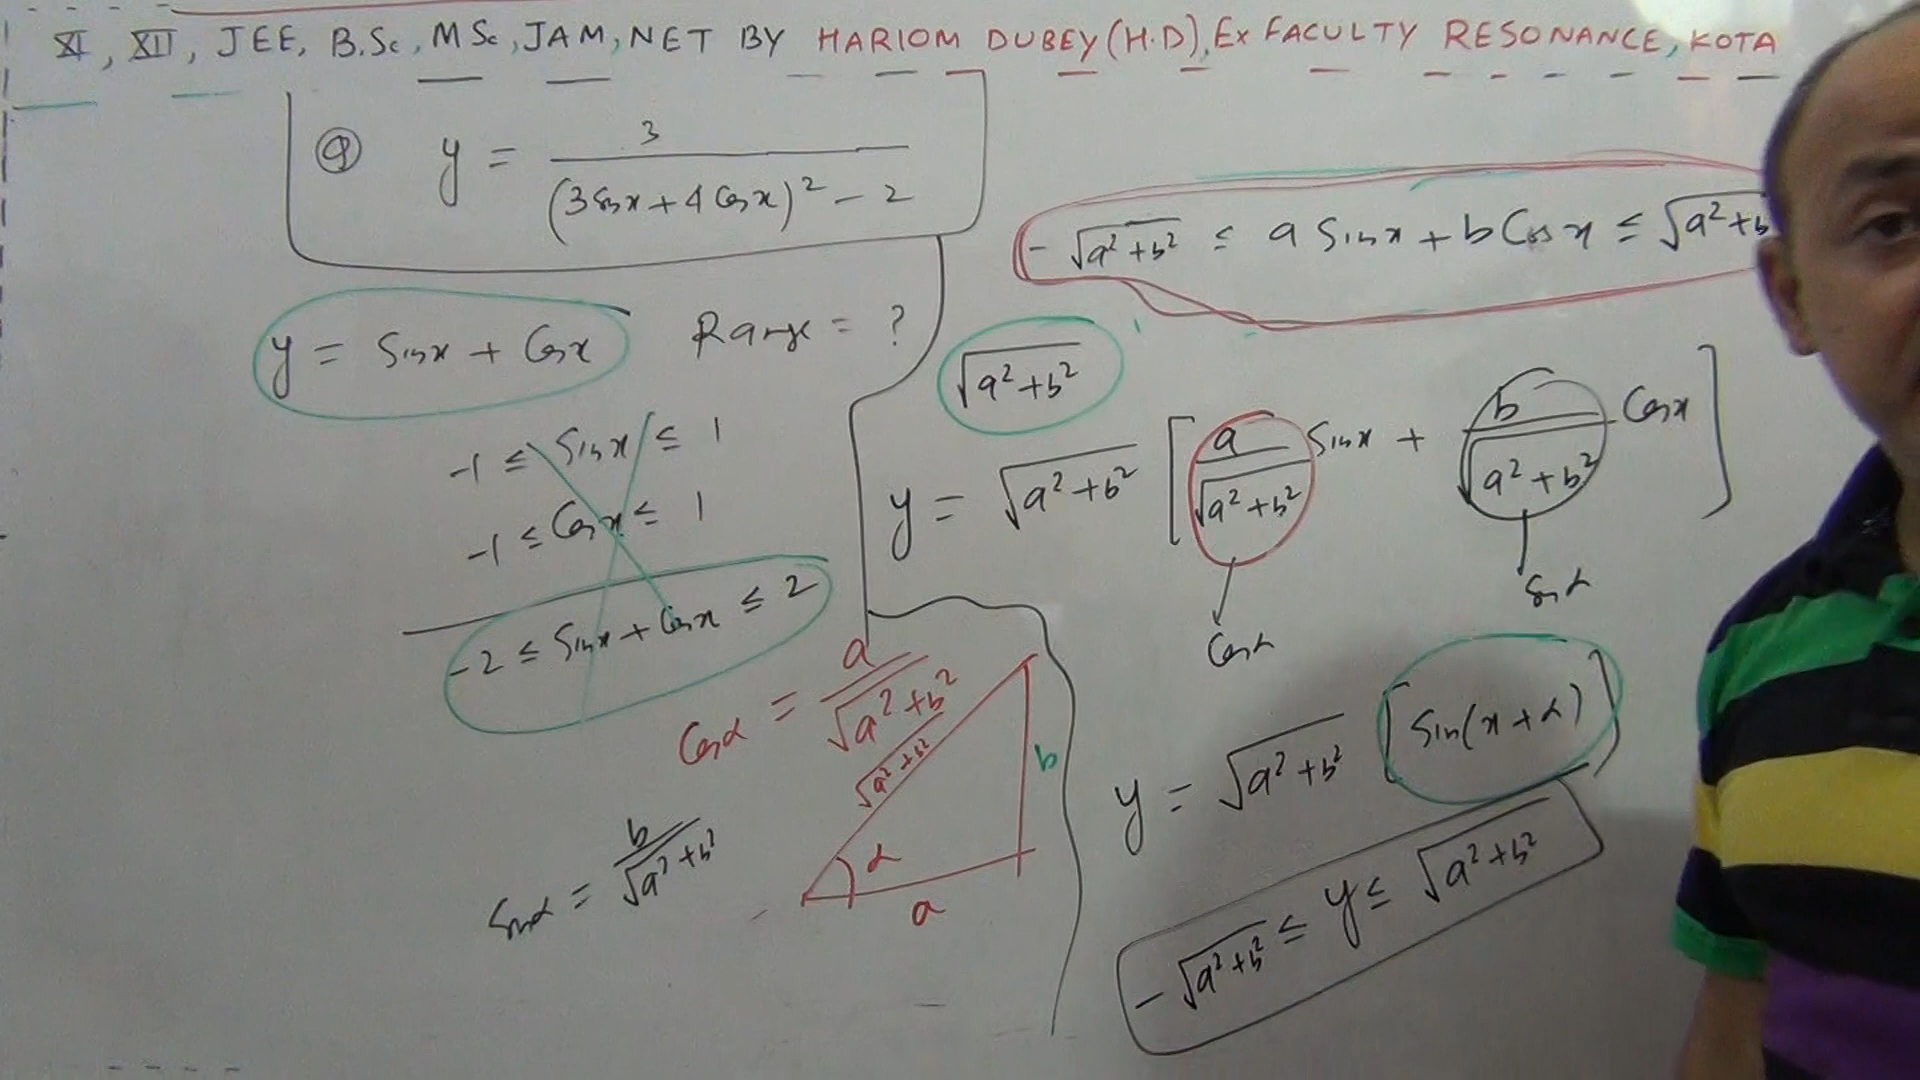 XI, XII, JEE, B.Sc, MSc, JAM, NET BY HARIOM DUBEY (H.D), Ex FACULTY RESONANCE, KOTA
Q y = 3 / (3 Sin x + 4 Cos x)² - 2
y = Sin x + Cos x Range = ?
-1 ≤ Sin x ≤ 1
-1 ≤ Cos x ≤ 1
-2 ≤ Sin x + Cos x ≤ 2
Cos α = a / √a² + b²
Sin α = b / √a² + b²
√a² + b²
b
α
a
-√a² + b² ≤ a Sin x + b Cos x ≤ √a² + b
√a² + b²
y = √a² + b² [ a / √a² + b² Sin x + b / √a² + b² Cos x ]
Cos α
Sin α
y = √a² + b² [ Sin(x + α) ]
-√a² + b² ≤ y ≤ √a² + b²